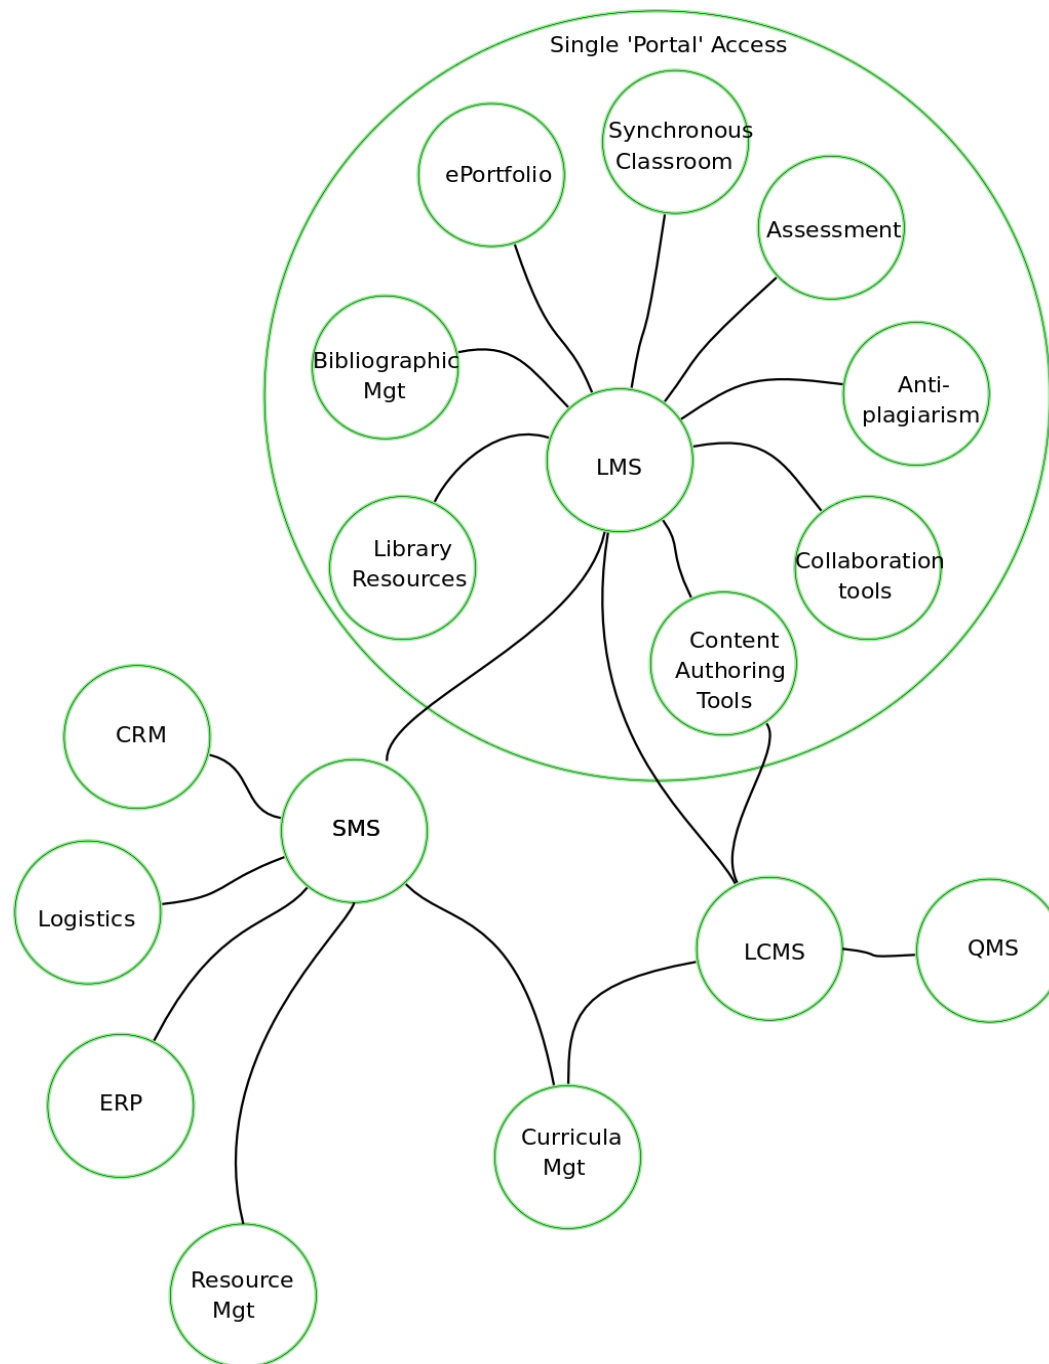 Single 'Portal' Access
Synchronous
Classroom
ePortfolio
Assessment
Bibliographic
Mgt
Anti-
plagiarism
LMS
Library
Resources
Collaboration
tools
Content
Authoring
Tools
CRM
SMS
Logistics
LCMS
QMS
ERP
Curricula
Mgt
Resource
Mgt